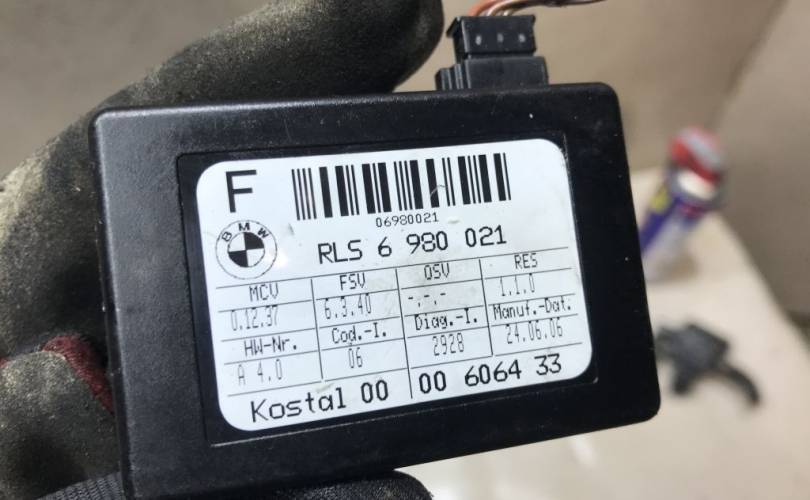 F
06980021
BMW
RLS 6 980 021
MCV FSV OSV RES
0.12.37 6.3.40 -.-.- 1.1.0
HW-Nr. Cod.-I. Diag.-I. Manuf.-Dat.
A 4.0 06 2928 24.06.06
Kostal 00 00 6064 33